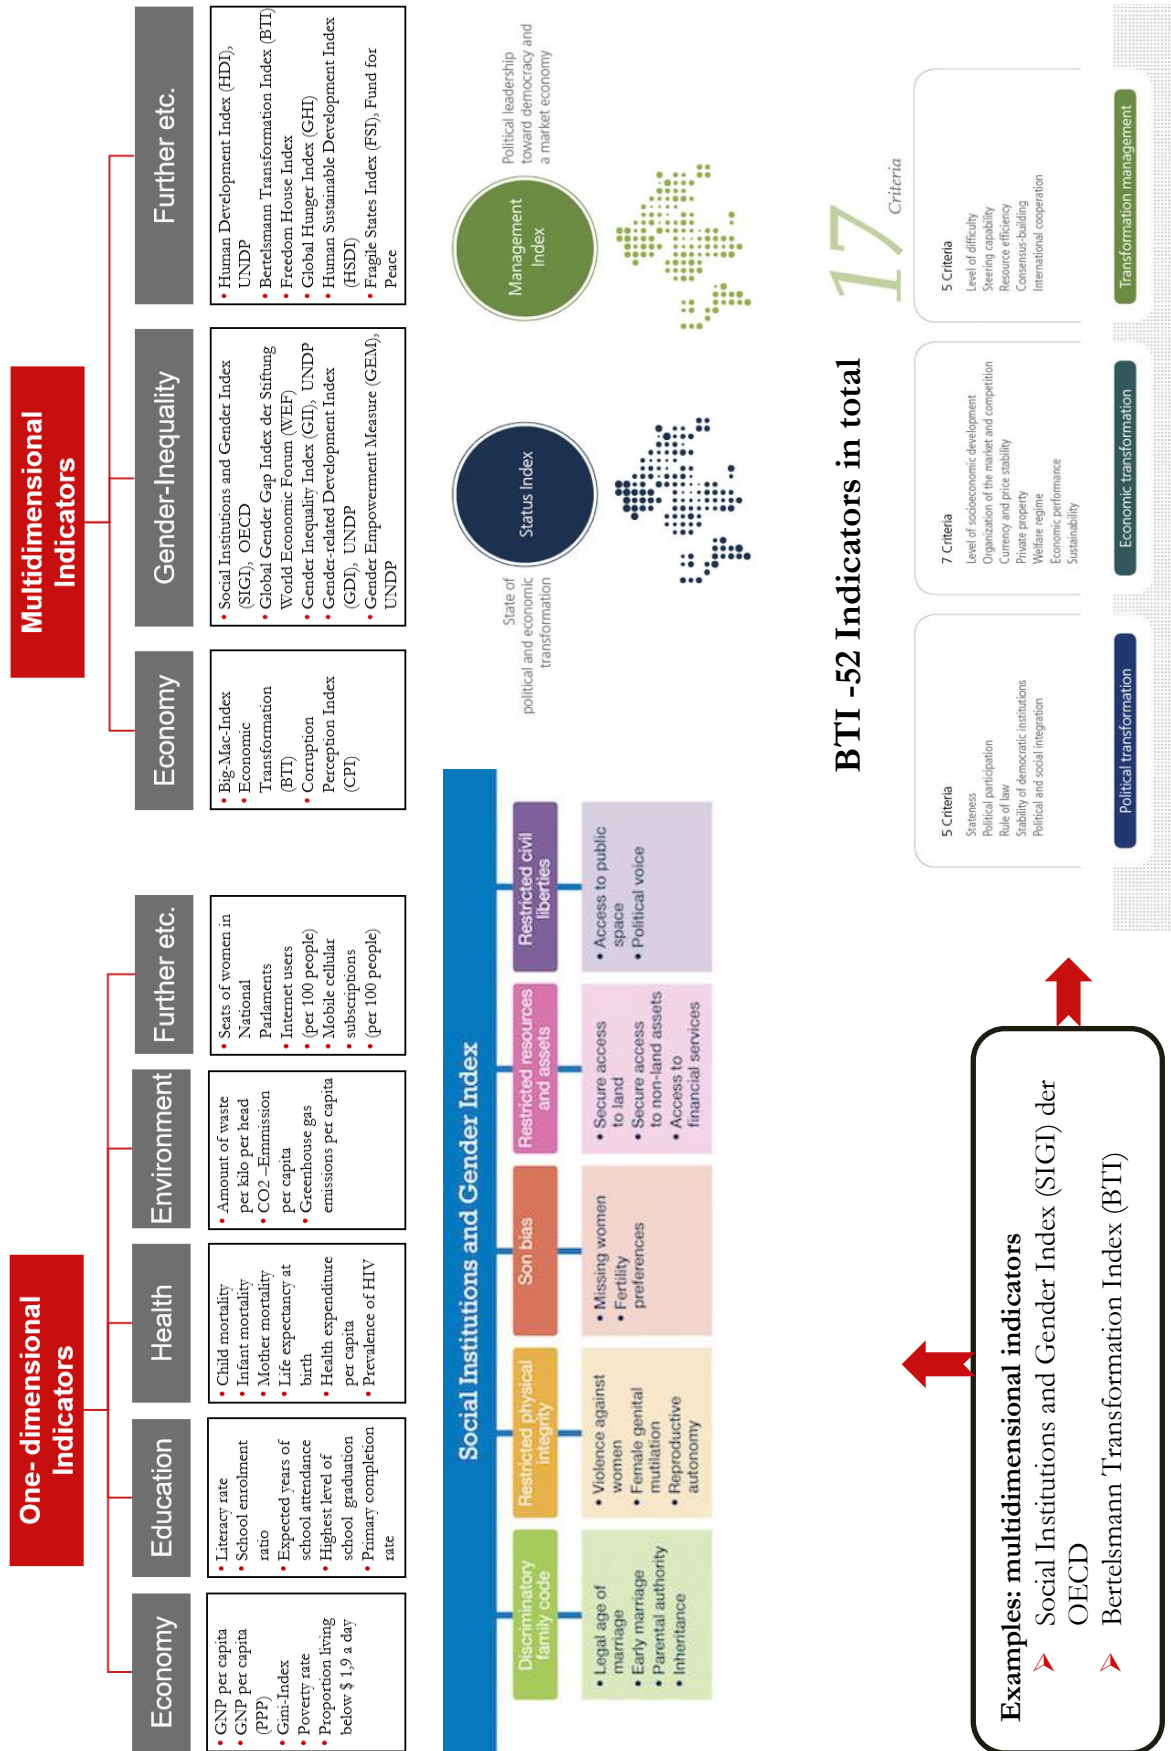 One- dimensional
Indicators
Economy
• GNP per capita
• GNP per capita
(PPP)
• Gini-Index
• Poverty rate
• Proportion living
below $ 1,9 a day
Education
• Literacy rate
• School enrolment
ratio
• Expected years of
school attendance
• Highest level of
school graduation
• Primary completion
rate
Health
• Child mortality
• Infant mortality
• Mother mortality
• Life expectancy at
birth
• Health expenditure
per capita
• Prevalence of HIV
Environment
• Amount of waste
per kilo per head
• CO2 –Emmission
per capita
• Greenhouse gas
emissions per capita
Further etc.
• Seats of women in
National
Parlaments
• Internet users
• (per 100 people)
• Mobile cellular
• subscriptions
• (per 100 people)
Multidimensional
Indicators
Economy
• Big-Mac-Index
• Economic
Transformation
(BTI)
• Corruption
Perception Index
(CPI)
Gender-Inequality
• Social Institutions and Gender Index
(SIGI), OECD
• Global Gender Gap Index der Stiftung
World Economic Forum (WEF)
• Gender Inequality Index (GII), UNDP
• Gender-related Development Index
(GDI), UNDP
• Gender Empowerment Measure (GEM),
UNDP
Further etc.
• Human Development Index (HDI),
UNDP
• Bertelsmann Transformation Index (BTI)
• Freedom House Index
• Global Hunger Index (GHI)
• Human Sustainable Development Index
(HSDI)
• Fragile States Index (FSI), Fund for
Peace
Social Institutions and Gender Index
Discriminatory
family code
• Legal age of
marriage
• Early marriage
• Parental authority
• Inheritance
Restricted physical
integrity
• Violence against
women
• Female genital
mutilation
• Reproductive
autonomy
Son bias
• Missing women
• Fertility
preferences
Restricted resources
and assets
• Secure access
to land
• Secure access
to non-land assets
• Access to
financial services
Restricted civil
liberties
• Access to public
space
• Political voice
State of
political and economic
transformation
Status Index
Management
Index
Political leadership
toward democracy and
a market economy
BTI -52 Indicators in total
17
Criteria
5 Criteria
Stateness
Political participation
Rule of law
Stability of democratic institutions
Political and social integration
Political transformation
7 Criteria
Level of socioeconomic development
Organization of the market and competition
Currency and price stability
Private property
Welfare regime
Economic performance
Sustainability
Economic transformation
5 Criteria
Level of difficulty
Steering capability
Resource efficiency
Consensus-building
International cooperation
Transformation management
Examples: multidimensional indicators
➤ Social Institutions and Gender Index (SIGI) der
OECD
➤ Bertelsmann Transformation Index (BTI)